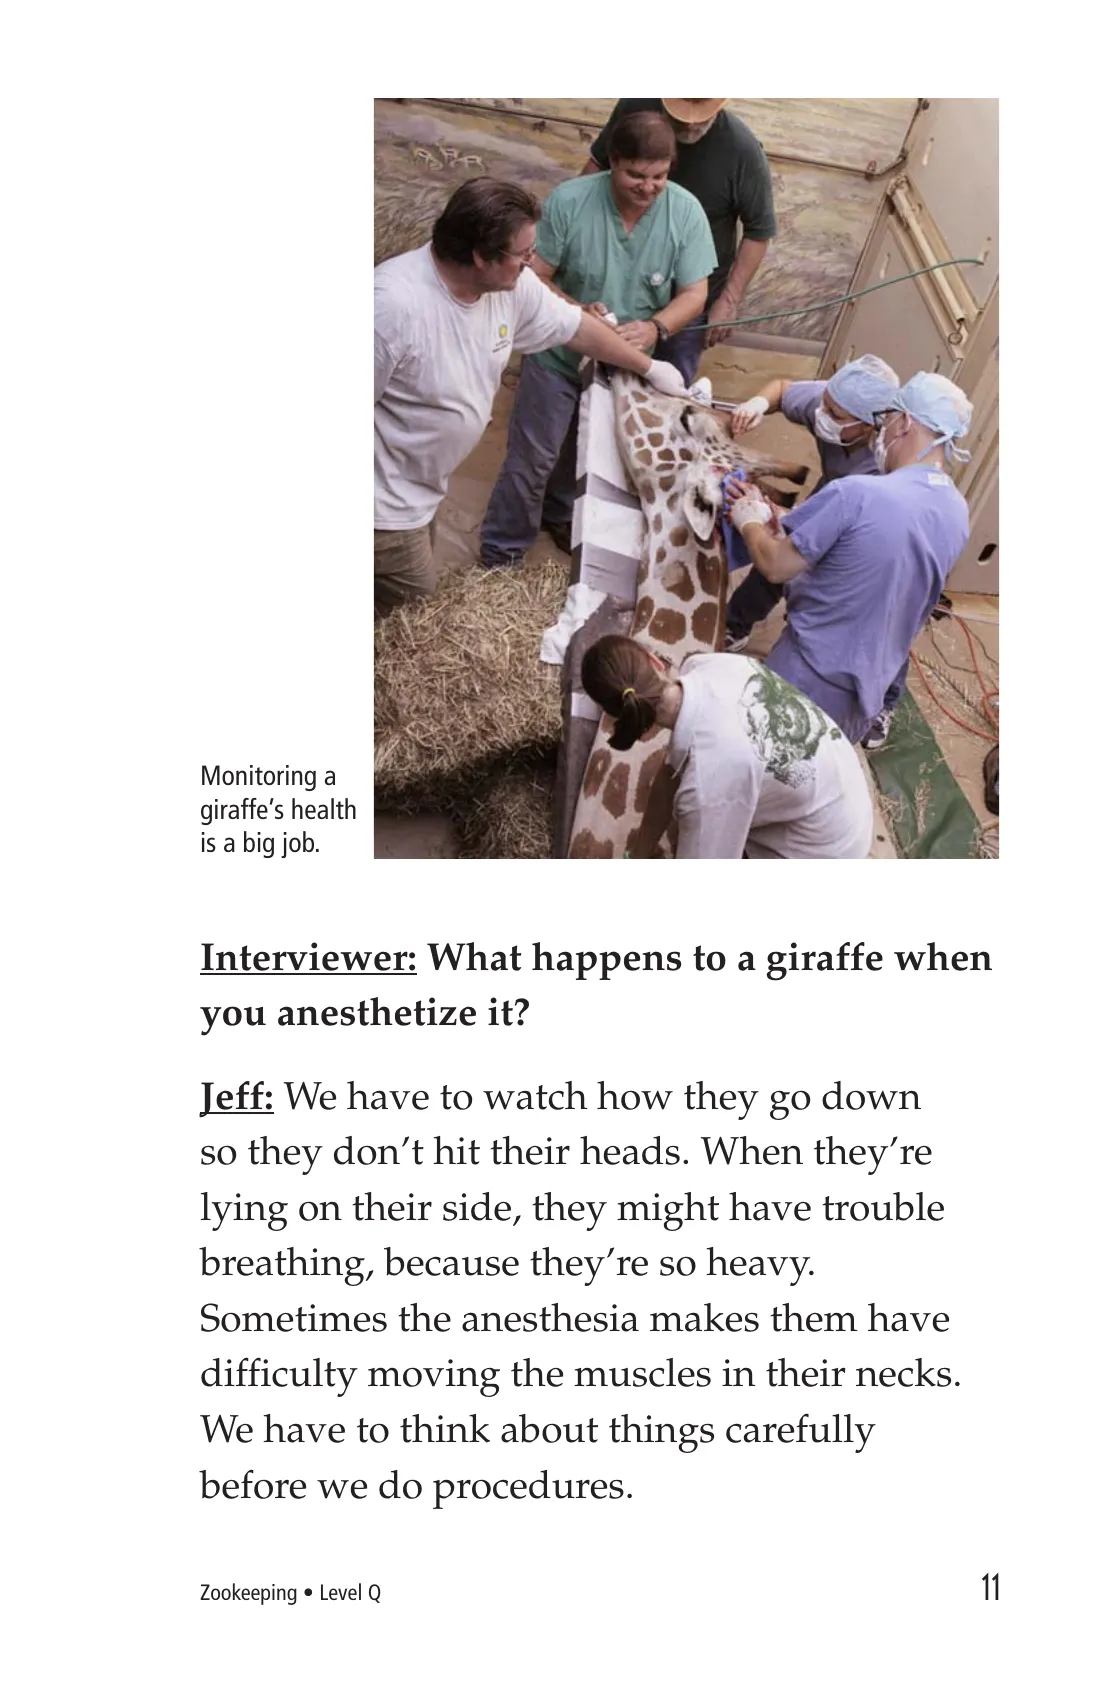 Monitoring a
giraffe’s health
is a big job.
Interviewer: What happens to a giraffe when
you anesthetize it?
Jeff: We have to watch how they go down
so they don’t hit their heads. When they’re
lying on their side, they might have trouble
breathing, because they’re so heavy.
Sometimes the anesthesia makes them have
difficulty moving the muscles in their necks.
We have to think about things carefully
before we do procedures.
Zookeeping • Level Q
11